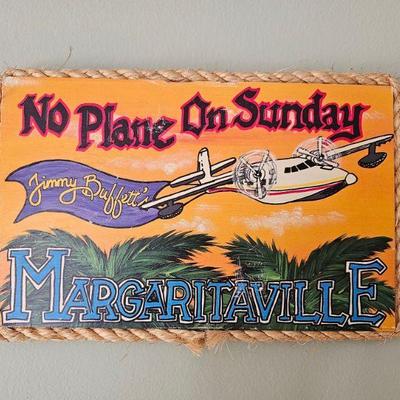 No Plane On Sunday
Jimmy Buffett's
MARGARITAVILLE